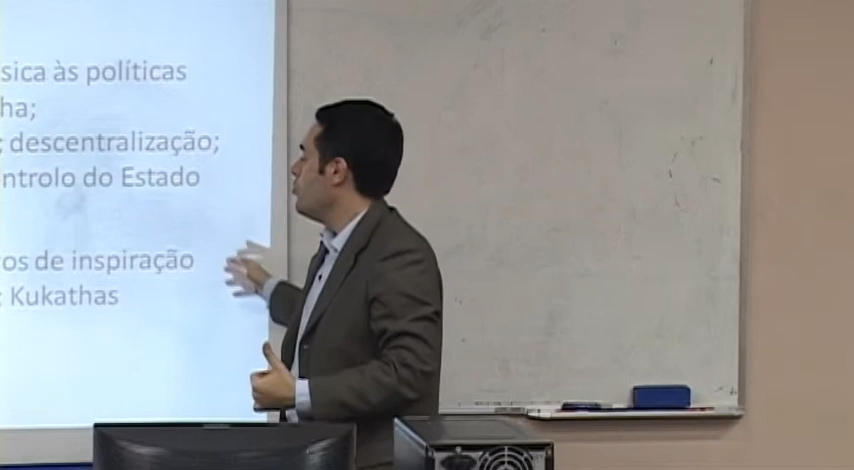 sica às políticas
ha;
; descentralização;
ntrolo do Estado
os de inspiração
; Kukathas